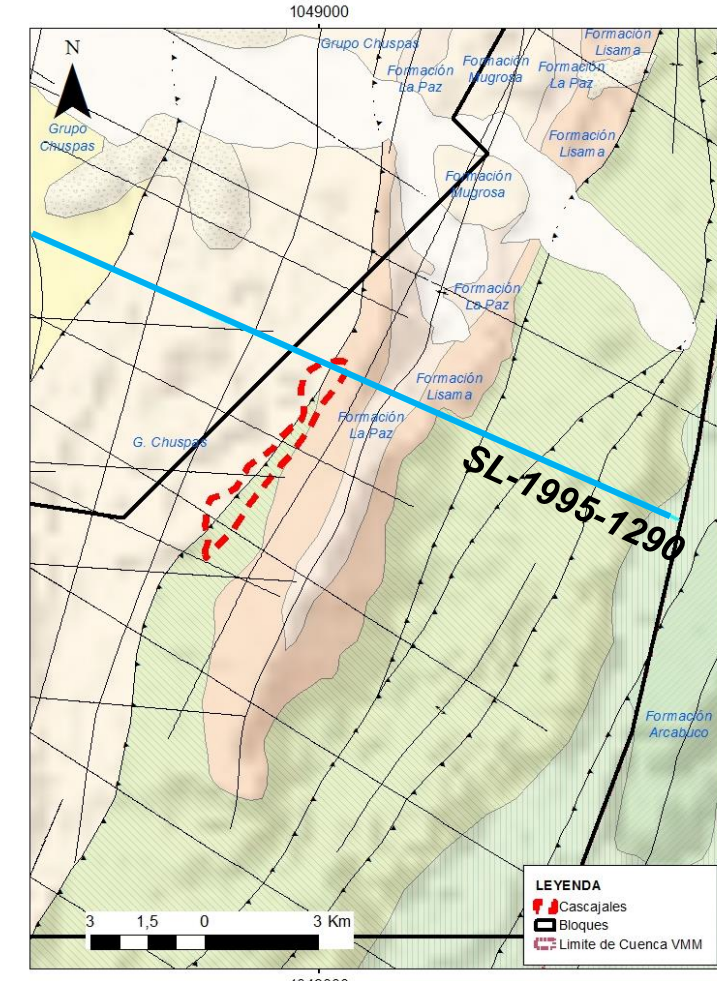 1049000
N
Grupo Chuspas
Formación
Lisama
Formación
La Paz
Formación
Mugrosa
Formación
La Paz
Grupo
Chuspas
Formación
Lisama
Formación
Mugrosa
Formación
La Paz
Formación
Lisama
Formación
La Paz
G. Chuspas
SL-1995-1290
Formación
Arcabuco
LEYENDA
Cascajales
Bloques
Limite de Cuenca VMM
3 1,5 0 3 Km